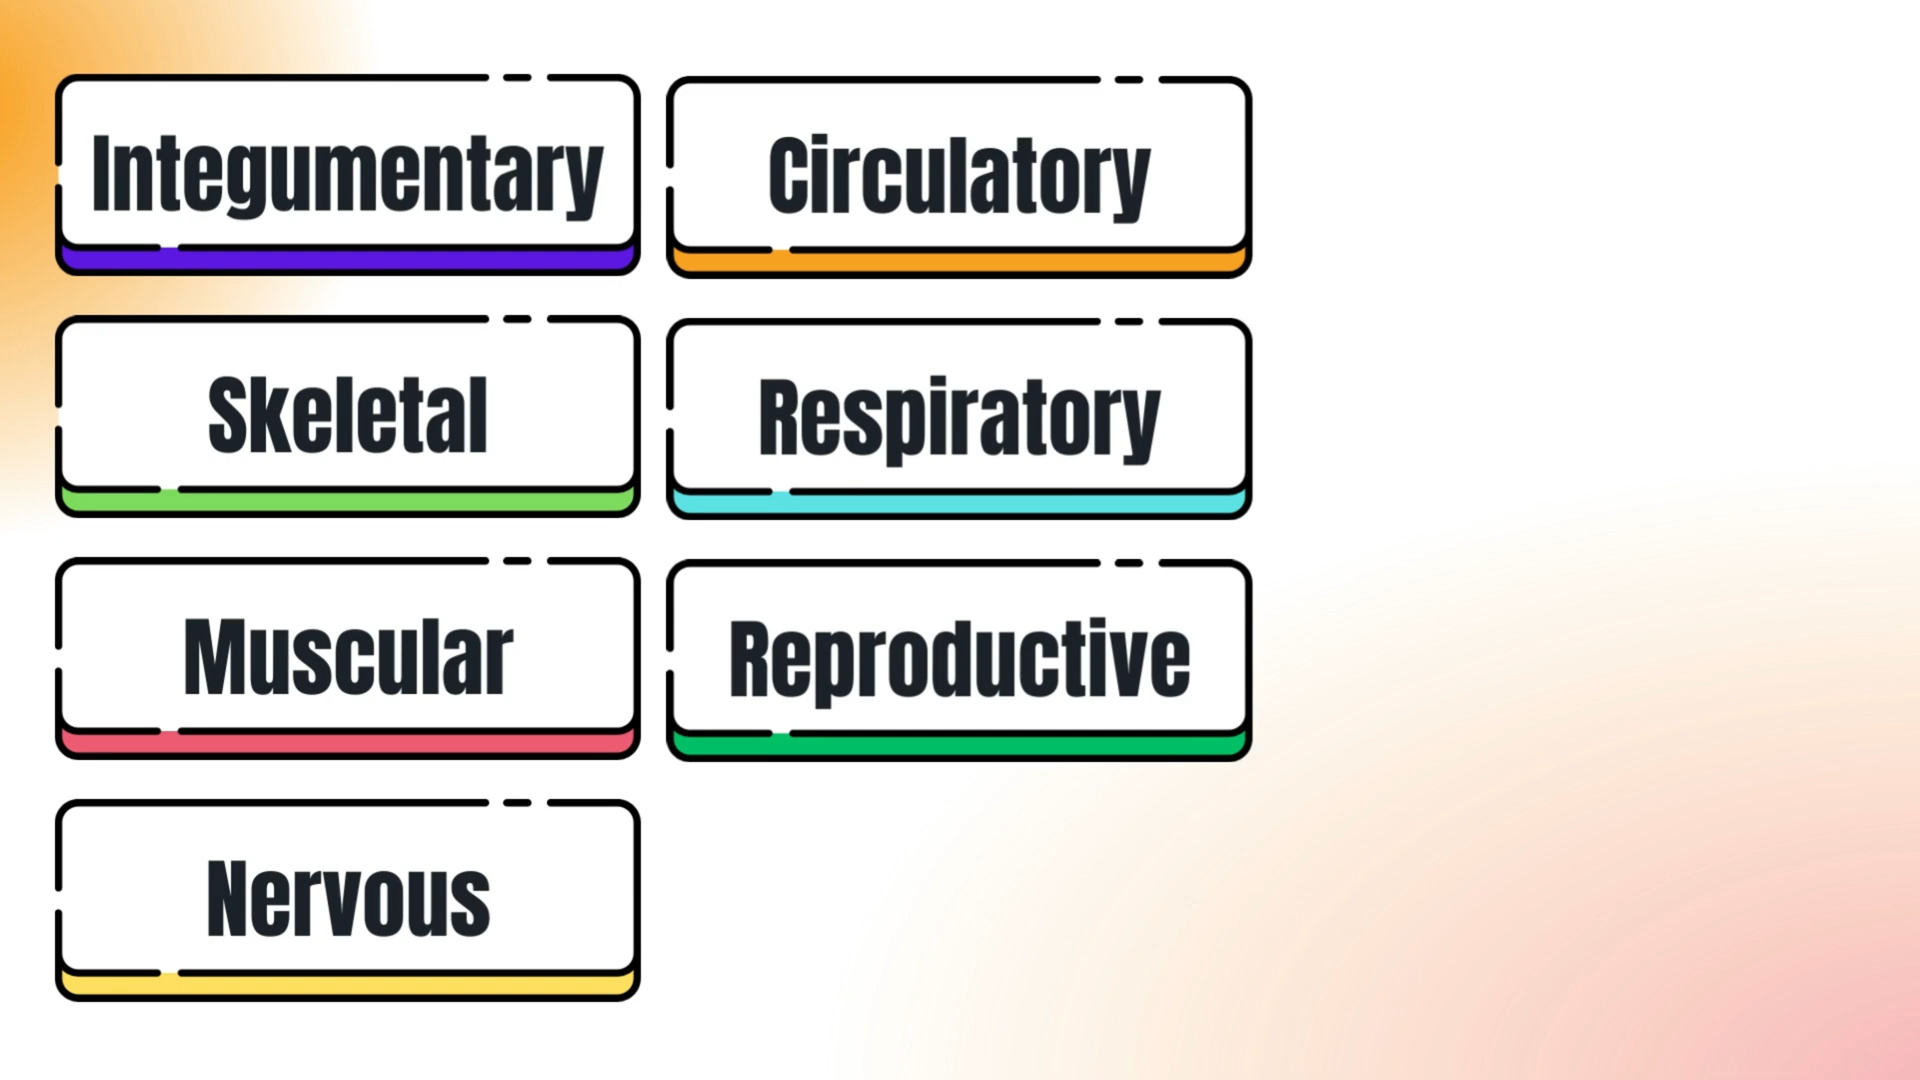 Integumentary
Skeletal
Muscular
Nervous
Circulatory
Respiratory
Reproductive